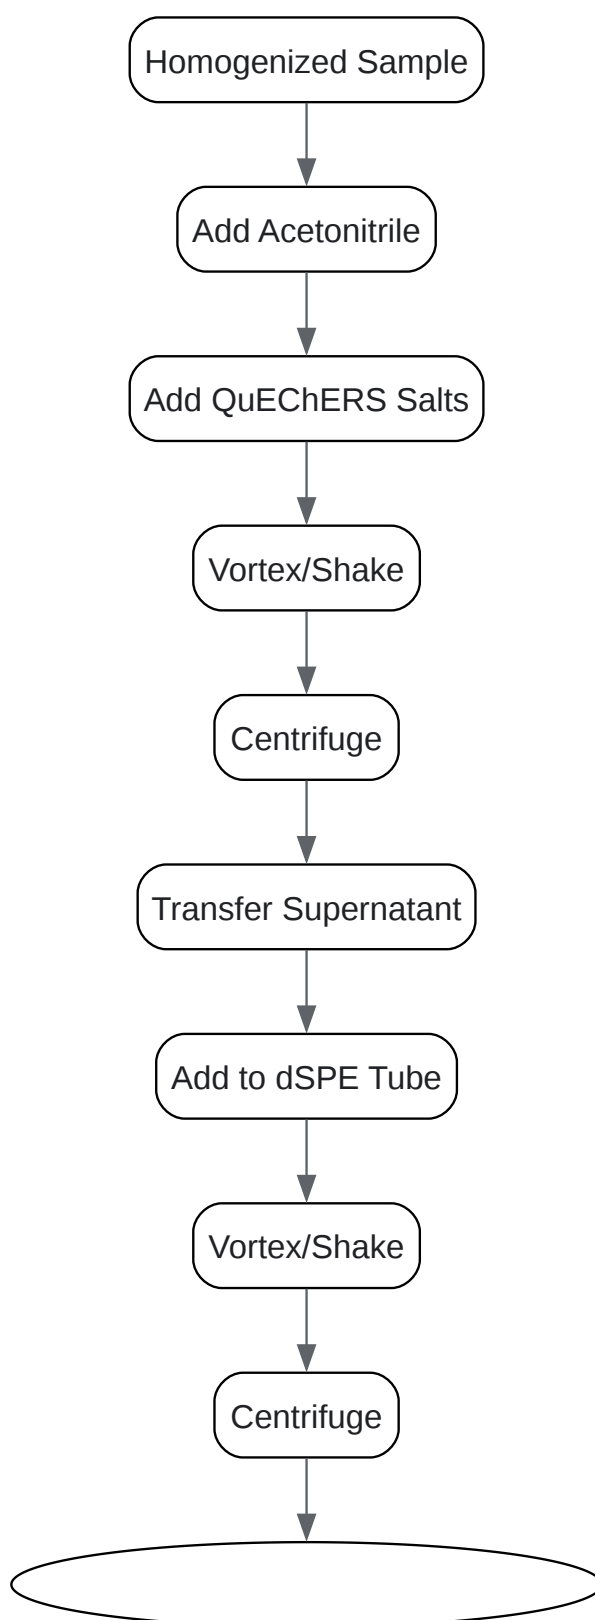 Homogenized Sample
Add Acetonitrile
Add QuEChERS Salts
Vortex/Shake
Centrifuge
Transfer Supernatant
Add to dSPE Tube
Vortex/Shake
Centrifuge